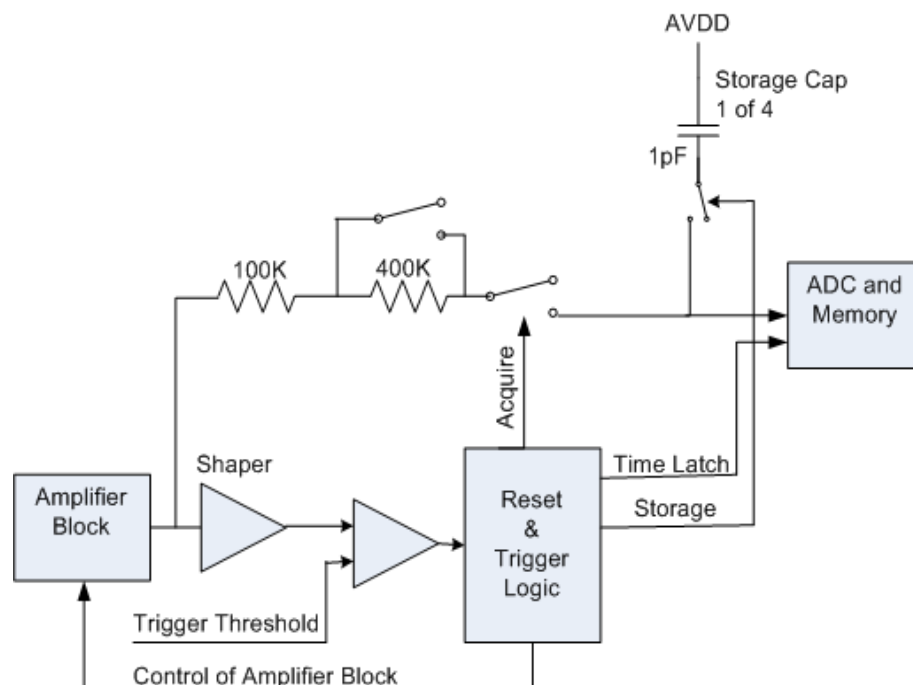 AVDD
Storage Cap
1 of 4
1pF
100K
400K
ADC and
Memory
Acquire
Shaper
Time Latch
Amplifier
Block
Reset
&
Trigger
Logic
Storage
Trigger Threshold
Control of Amplifier Block